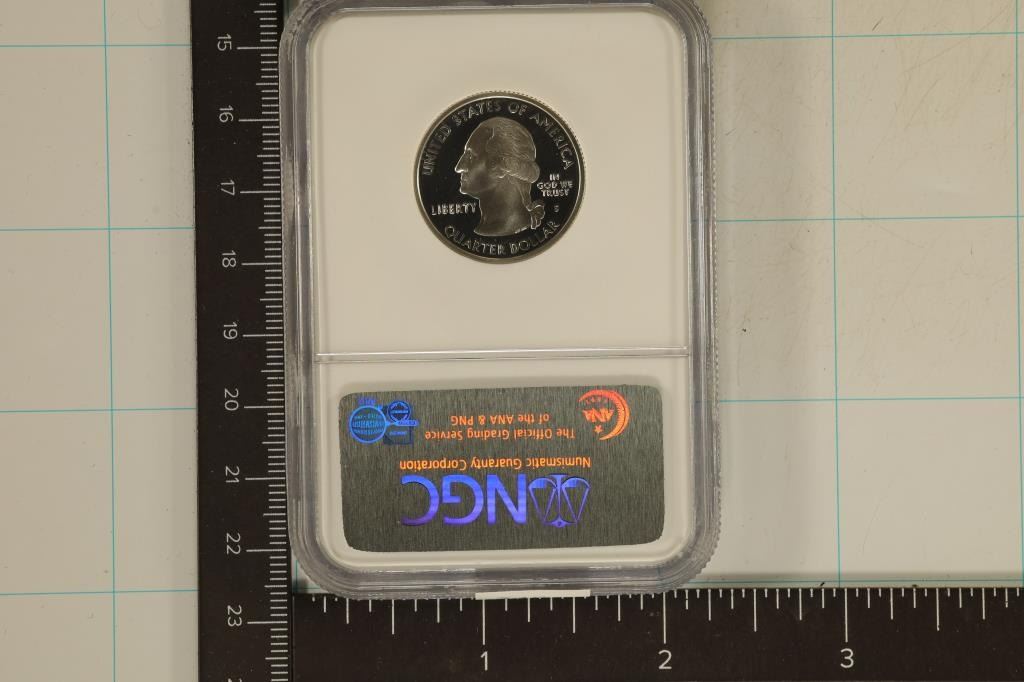 UNITED STATES OF AMERICA
IN
GOD WE
TRUST
LIBERTY
S
QUARTER DOLLAR
NGC
Numismatic Guaranty Corporation
The Official Grading Service
of the ANA & PNG
ANA
15
16
17
18
19
20
21
22
23
1
2
3